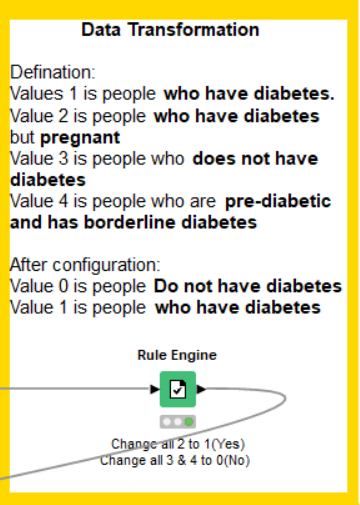 Data Transformation
Defination:
Values 1 is people who have diabetes.
Value 2 is people who have diabetes
but pregnant
Value 3 is people who does not have
diabetes
Value 4 is people who are pre-diabetic
and has borderline diabetes
After configuration:
Value 0 is people Do not have diabetes
Value 1 is people who have diabetes
Rule Engine
Change all 2 to 1(Yes)
Change all 3 & 4 to 0(No)